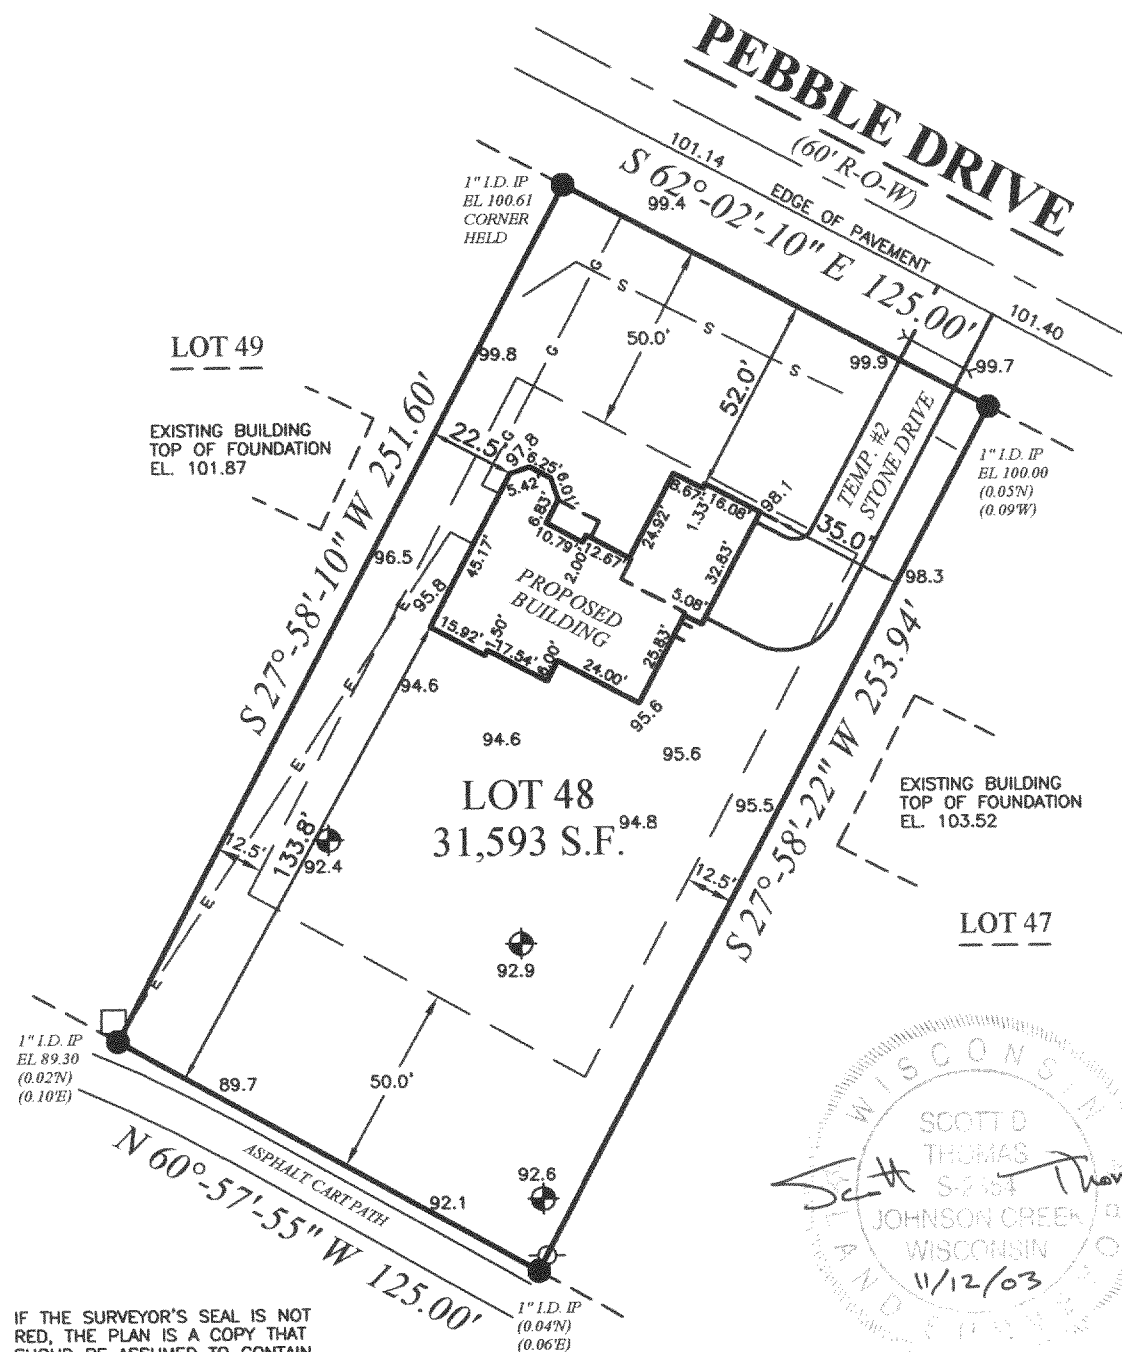 PEBBLE DRIVE
(60' R-O-W)
101.14
S 62°-02'-10" E 125.00'
EDGE OF PAVEMENT
99.4
101.40
1" I.D. IP
EL 100.61
CORNER
HELD
G
S
S
S
G
G
50.0'
52.0'
99.9
99.7
LOT 49
99.8
EXISTING BUILDING
TOP OF FOUNDATION
EL. 101.87
S 27°-58'-10" W 251.60'
22.5'
97.8
6.25'
6.01'
5.42'
6.83'
10.79'
2.00'
12.67'
24.92'
8.67'
1.33'
16.08'
98.1
TEMP. #2
STONE DRIVE
1" I.D. IP
EL 100.00
(0.05'N)
(0.09'W)
35.0'
98.3
32.83'
5.08'
96.5
45.17'
95.8
PROPOSED
BUILDING
15.92'
1.50'
17.54'
6.00'
24.00'
25.83'
E
E
E
E
E
94.6
95.6
94.6
95.6
LOT 48
31,593 S.F.
94.8
95.5
S 27°-58'-22" W 253.94'
EXISTING BUILDING
TOP OF FOUNDATION
EL. 103.52
12.5'
133.8'
92.4
12.5'
92.9
LOT 47
1" I.D. IP
EL 89.30
(0.02'N)
(0.10'E)
89.7
50.0'
92.6
92.1
ASPHALT CART PATH
N 60°-57'-55" W 125.00'
1" I.D. IP
(0.04'N)
(0.06'E)
WISCONSIN
SCOTT D
THOMAS
JOHNSON CREEK
WISCONSIN
11/12/03
LAND
Scott
IF THE SURVEYOR'S SEAL IS NOT
RED, THE PLAN IS A COPY THAT
SHOUD BE ASSUMED TO CONTAIN